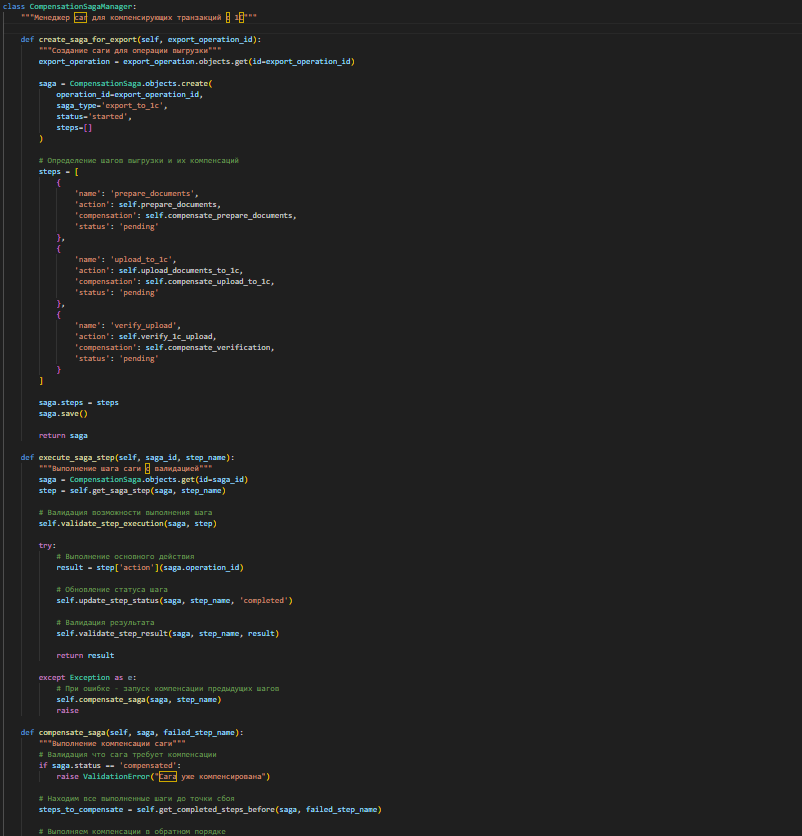 class CompensationSagaManager:
    """Менеджер саг для компенсирующих транзакций с 1С"""
    def create_saga_for_export(self, export_operation_id):
        """Создание саги для операции выгрузки"""
        export_operation = export_operation.objects.get(id=export_operation_id)
        saga = CompensationSaga.objects.create(
            operation_id=export_operation_id,
            saga_type='export_to_1c',
            status='started',
            steps=[]
        )
        # Определение шагов выгрузки и их компенсаций
        steps = [
            {
                'name': 'prepare_documents',
                'action': self.prepare_documents,
                'compensation': self.compensate_prepare_documents,
                'status': 'pending'
            },
            {
                'name': 'upload_to_1c',
                'action': self.upload_documents_to_1c,
                'compensation': self.compensate_upload_to_1c,
                'status': 'pending'
            },
            {
                'name': 'verify_upload',
                'action': self.verify_1c_upload,
                'compensation': self.compensate_verification,
                'status': 'pending'
            }
        ]
        saga.steps = steps
        saga.save()
        return saga
    def execute_saga_step(self, saga_id, step_name):
        """Выполнение шага саги с валидацией"""
        saga = CompensationSaga.objects.get(id=saga_id)
        step = self.get_saga_step(saga, step_name)
        # Валидация возможности выполнения шага
        self.validate_step_execution(saga, step)
        try:
            # Выполнение основного действия
            result = step['action'](saga.operation_id)
            # Обновление статуса шага
            self.update_step_status(saga, step_name, 'completed')
            # Валидация результата
            self.validate_step_result(saga, step_name, result)
            return result
        except Exception as e:
            # При ошибке - запуск компенсации предыдущих шагов
            self.compensate_saga(saga, step_name)
            raise
    def compensate_saga(self, saga, failed_step_name):
        """Выполнение компенсации саги"""
        # Валидация что сага требует компенсации
        if saga.status == 'compensated':
            raise ValidationError("Сага уже компенсирована")
        # Находим все выполненные шаги до точки сбоя
        steps_to_compensate = self.get_completed_steps_before(saga, failed_step_name)
        # Выполняем компенсации в обратном порядке